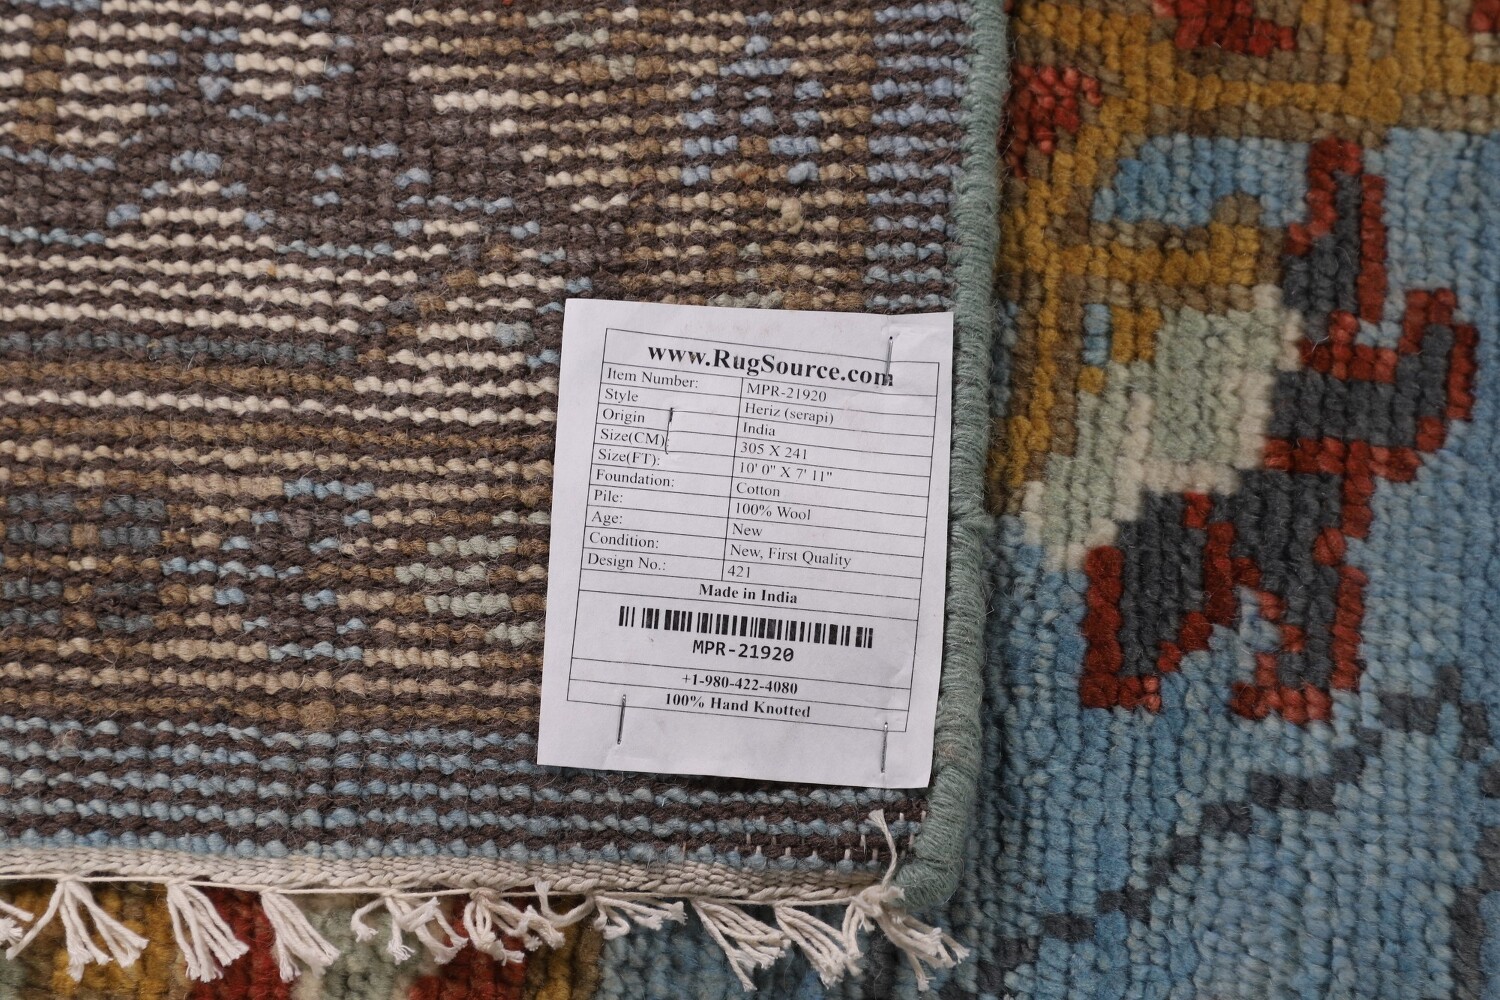 www.RugSource.com
Item Number: MPR-21920
Style Heriz (serapi)
Origin India
Size(CM): 305 X 241
Size(FT): 10' 0" X 7' 11"
Foundation: Cotton
Pile: 100% Wool
Age: New
Condition: New, First Quality
Design No.: 421
Made in India
MPR-21920
+1-980-422-4080
100% Hand Knotted